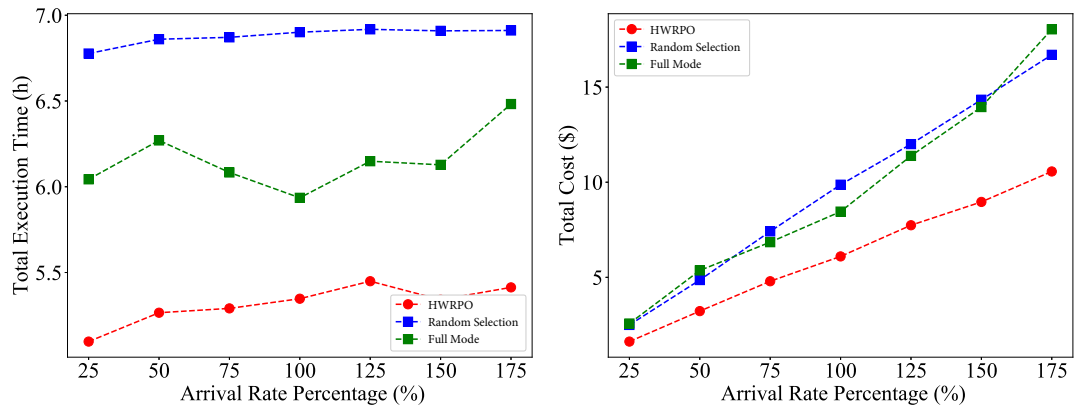 Total Execution Time (h)
7.0
6.5
6.0
5.5
HWRPO
Random Selection
Full Mode
25 50 75 100 125 150 175
Arrival Rate Percentage (%)
Total Cost ($)
15
10
5
HWRPO
Random Selection
Full Mode
25 50 75 100 125 150 175
Arrival Rate Percentage (%)